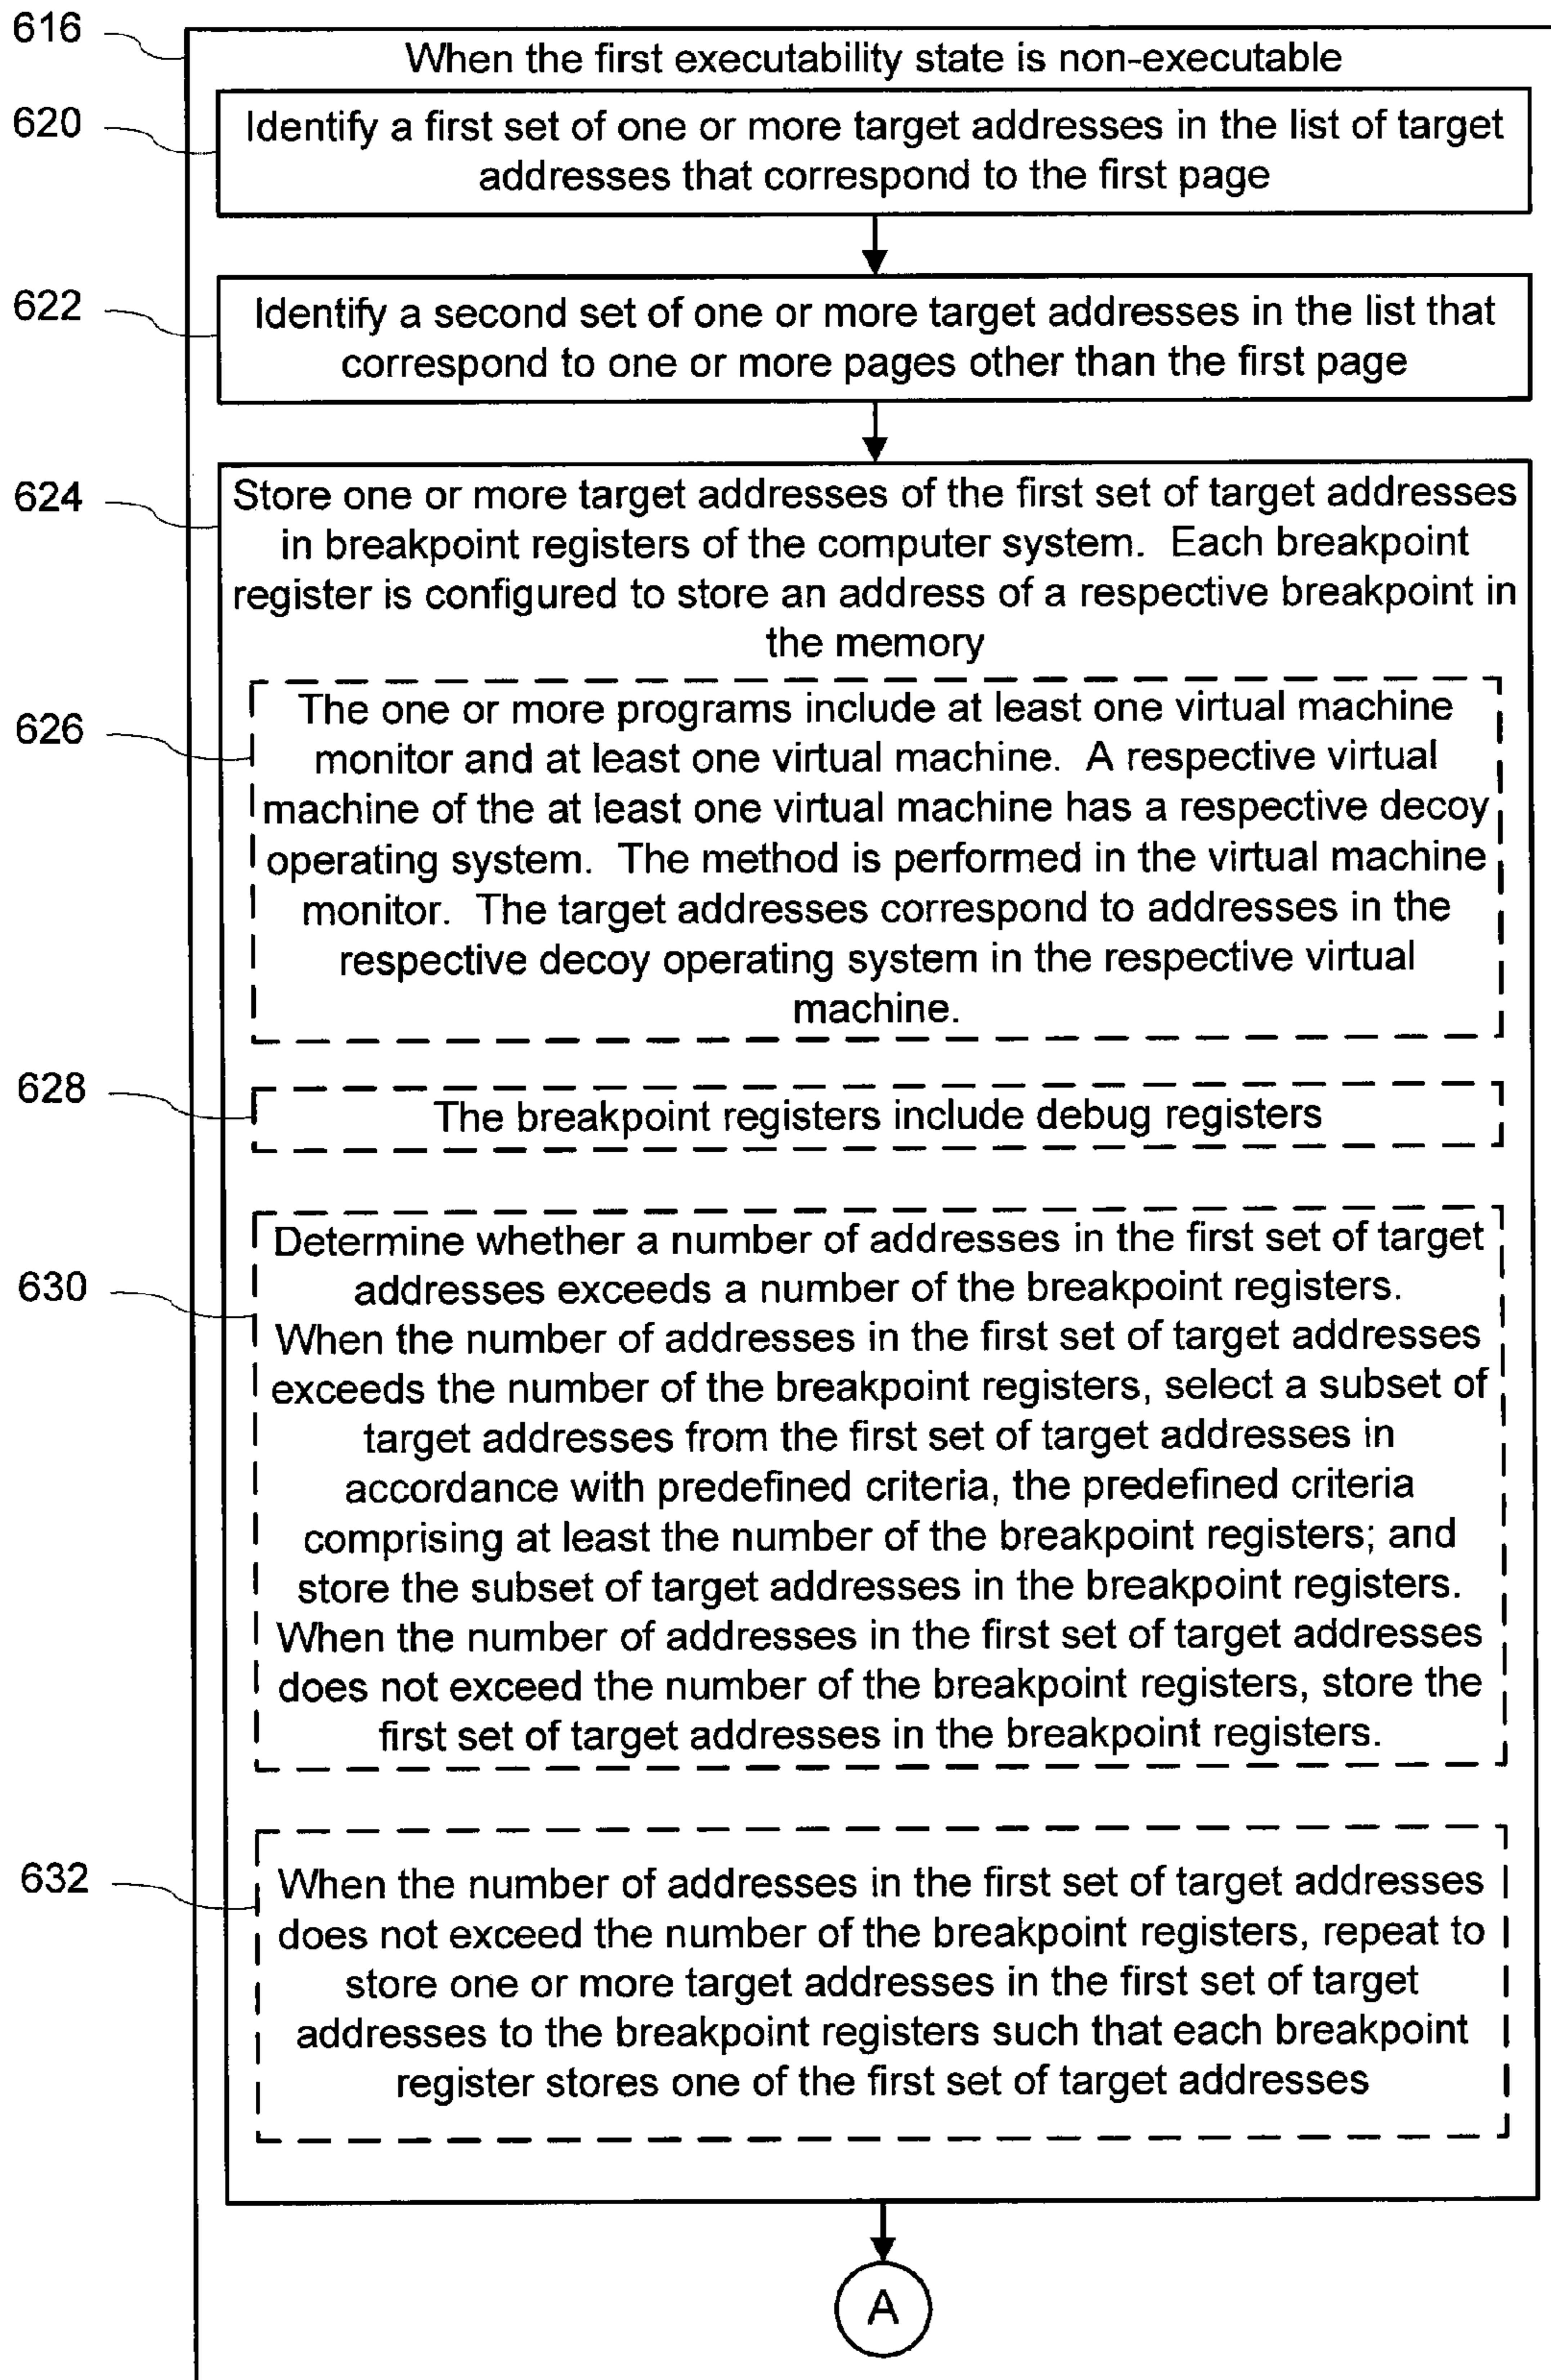 616
When the first executability state is non-executable
620
Identify a first set of one or more target addresses in the list of target
addresses that correspond to the first page
622
Identify a second set of one or more target addresses in the list that
correspond to one or more pages other than the first page
624
Store one or more target addresses of the first set of target addresses
in breakpoint registers of the computer system. Each breakpoint
register is configured to store an address of a respective breakpoint in
the memory
626
The one or more programs include at least one virtual machine
monitor and at least one virtual machine. A respective virtual
machine of the at least one virtual machine has a respective decoy
operating system. The method is performed in the virtual machine
monitor. The target addresses correspond to addresses in the
respective decoy operating system in the respective virtual
machine.
628
The breakpoint registers include debug registers
630
Determine whether a number of addresses in the first set of target
addresses exceeds a number of the breakpoint registers.
When the number of addresses in the first set of target addresses
exceeds the number of the breakpoint registers, select a subset of
target addresses from the first set of target addresses in
accordance with predefined criteria, the predefined criteria
comprising at least the number of the breakpoint registers; and
store the subset of target addresses in the breakpoint registers.
When the number of addresses in the first set of target addresses
does not exceed the number of the breakpoint registers, store the
first set of target addresses in the breakpoint registers.
632
When the number of addresses in the first set of target addresses
does not exceed the number of the breakpoint registers, repeat to
store one or more target addresses in the first set of target
addresses to the breakpoint registers such that each breakpoint
register stores one of the first set of target addresses
A